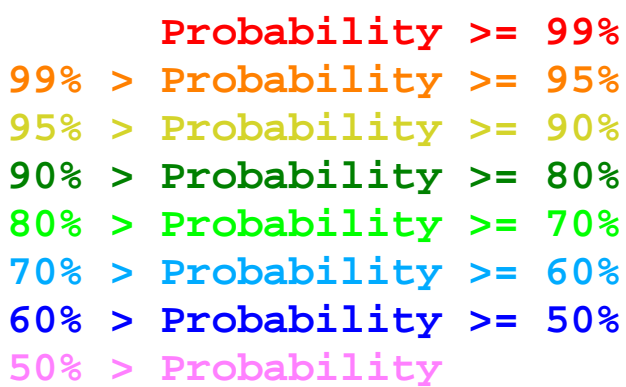 Probability >= 99%
99% > Probability >= 95%
95% > Probability >= 90%
90% > Probability >= 80%
80% > Probability >= 70%
70% > Probability >= 60%
60% > Probability >= 50%
50% > Probability